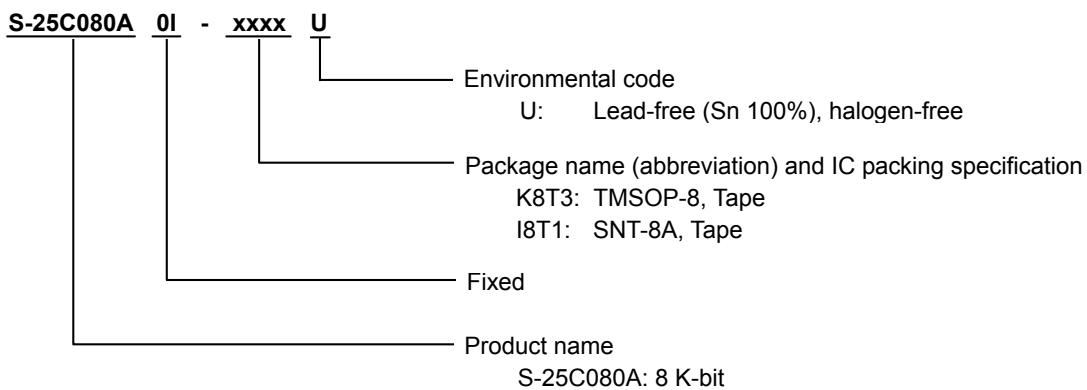 S-25C080A 0I - xxxx U
Environmental code
U: Lead-free (Sn 100%), halogen-free
Package name (abbreviation) and IC packing specification
K8T3: TMSOP-8, Tape
I8T1: SNT-8A, Tape
Fixed
Product name
S-25C080A: 8 K-bit